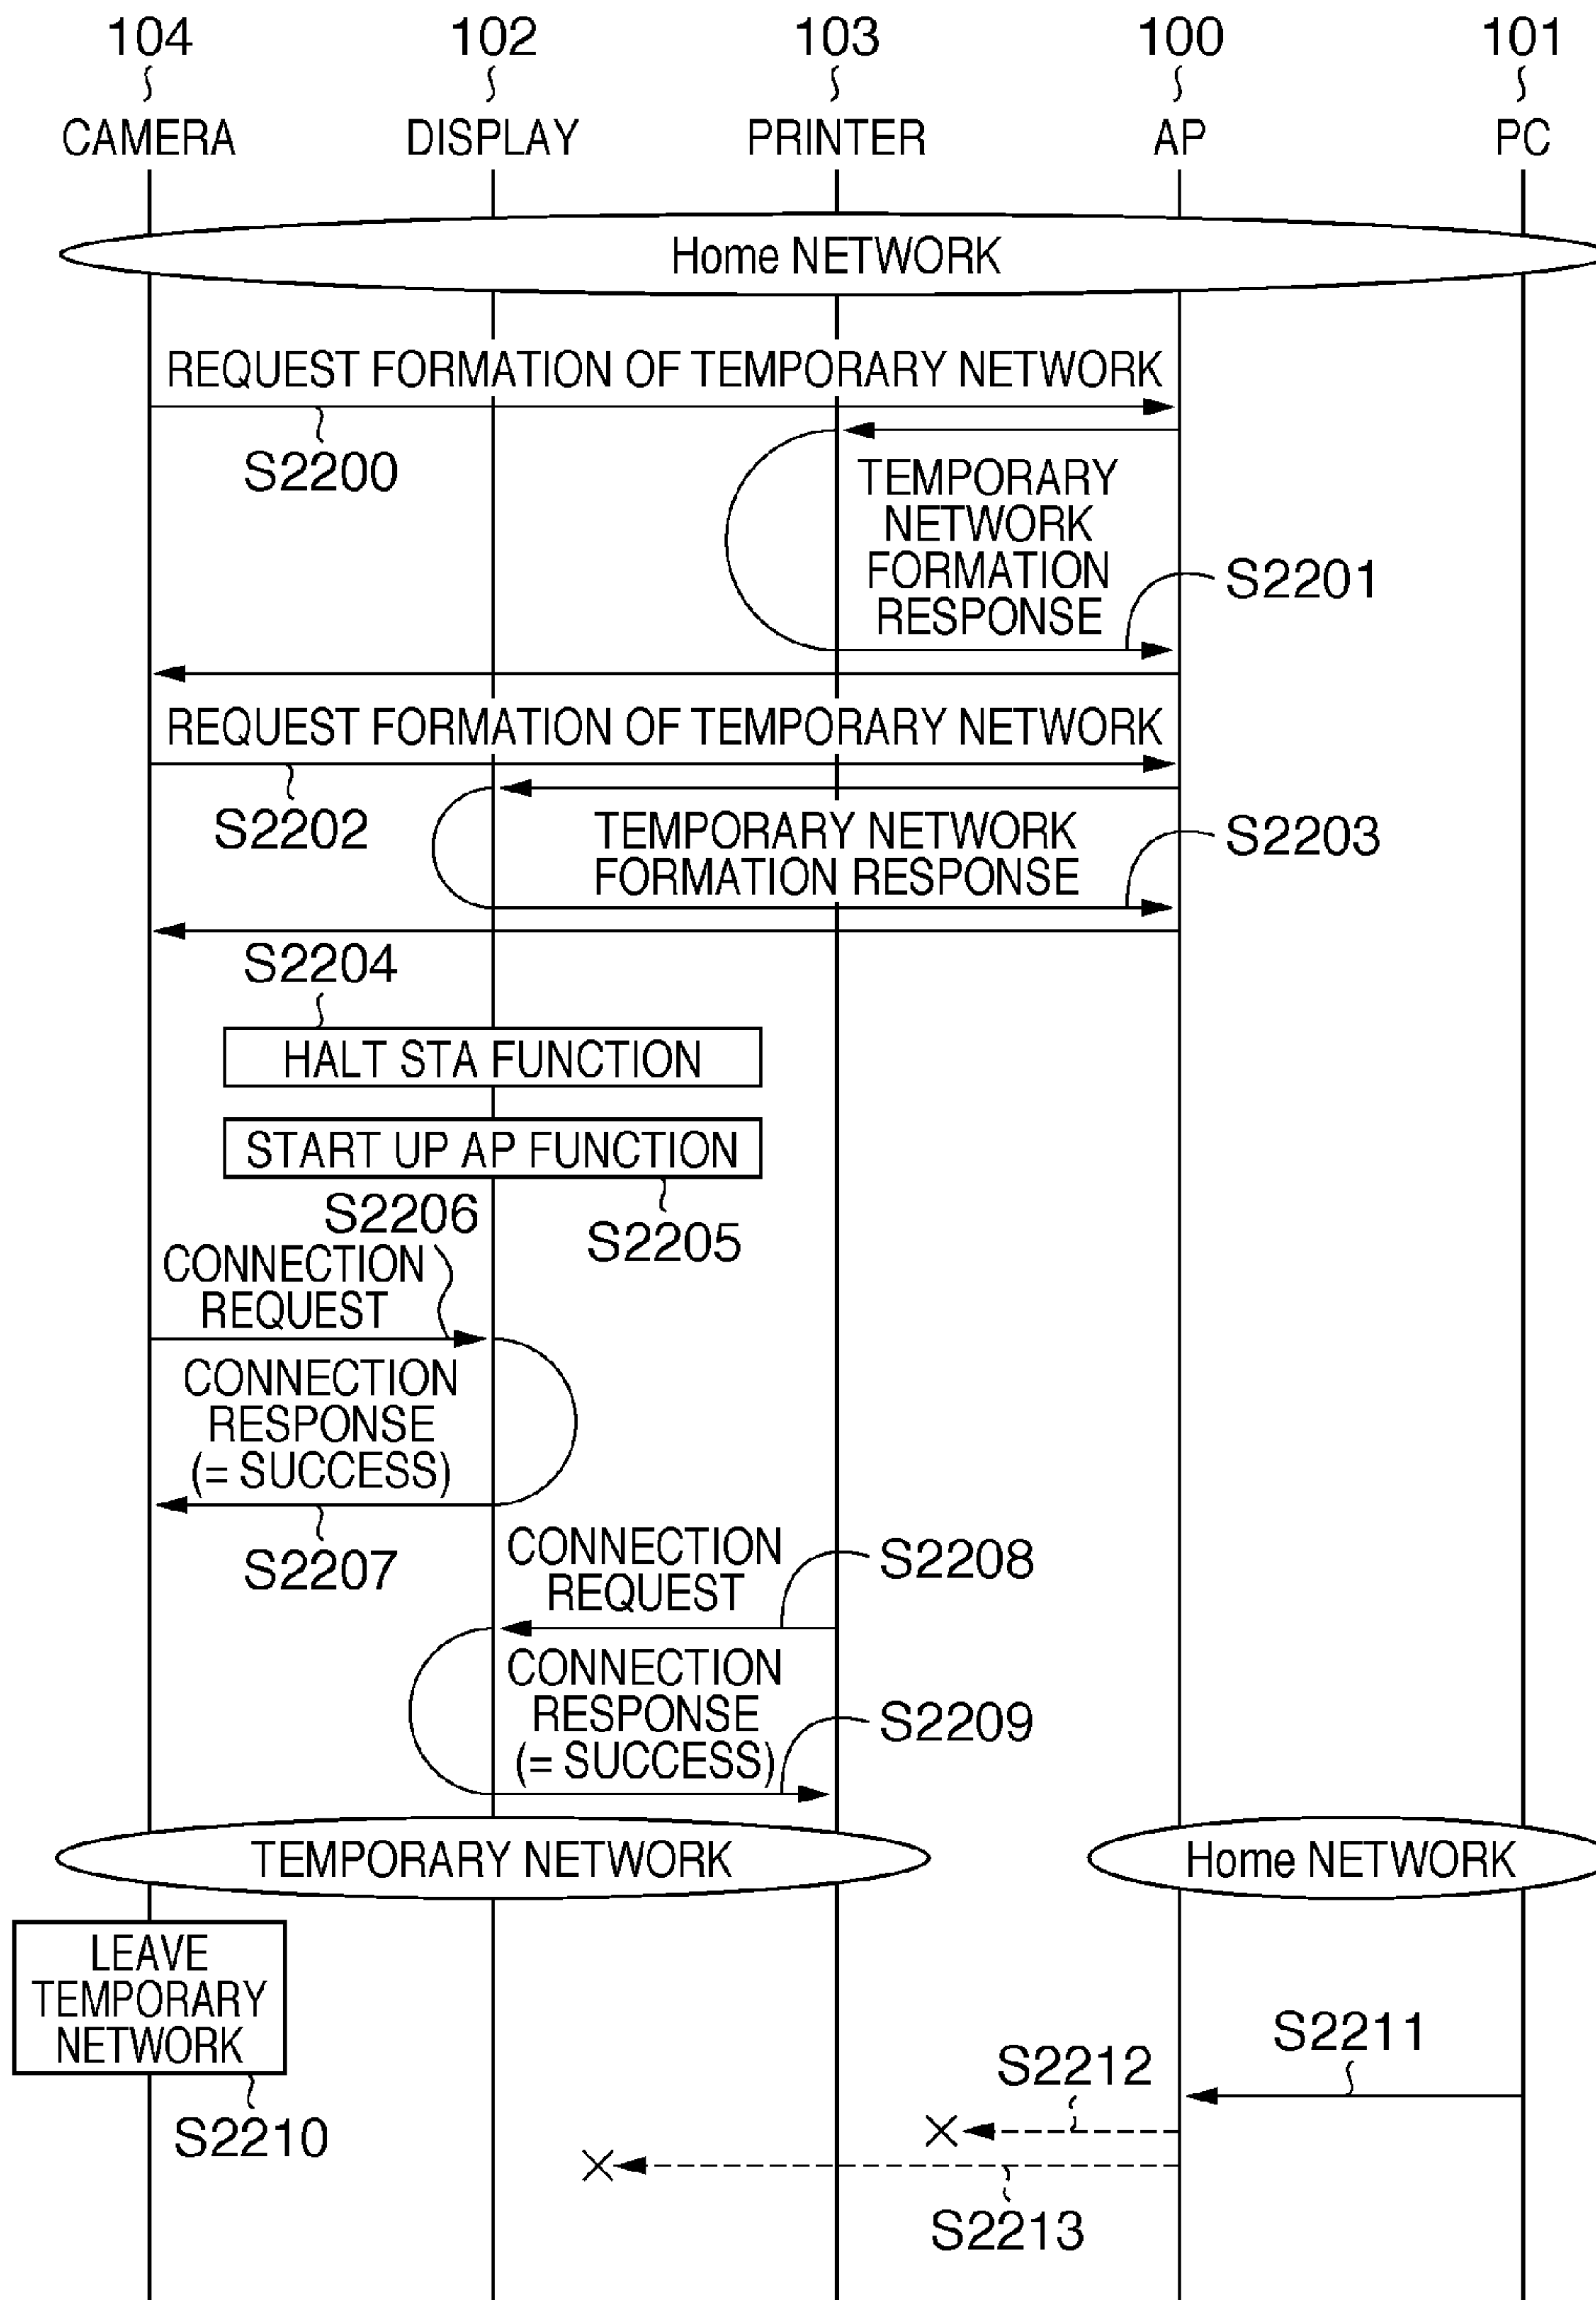 104 102 103 100 101
CAMERA DISPLAY PRINTER AP PC
Home NETWORK
REQUEST FORMATION OF TEMPORARY NETWORK
S2200
TEMPORARY
NETWORK
FORMATION
RESPONSE
S2201
REQUEST FORMATION OF TEMPORARY NETWORK
S2202
TEMPORARY NETWORK
FORMATION RESPONSE
S2203
S2204
HALT STA FUNCTION
START UP AP FUNCTION
S2205
S2206
CONNECTION
REQUEST
CONNECTION
RESPONSE
(= SUCCESS)
S2207
CONNECTION
REQUEST
S2208
CONNECTION
RESPONSE
(= SUCCESS)
S2209
TEMPORARY NETWORK
Home NETWORK
LEAVE
TEMPORARY
NETWORK
S2210
S2211
S2212
S2213